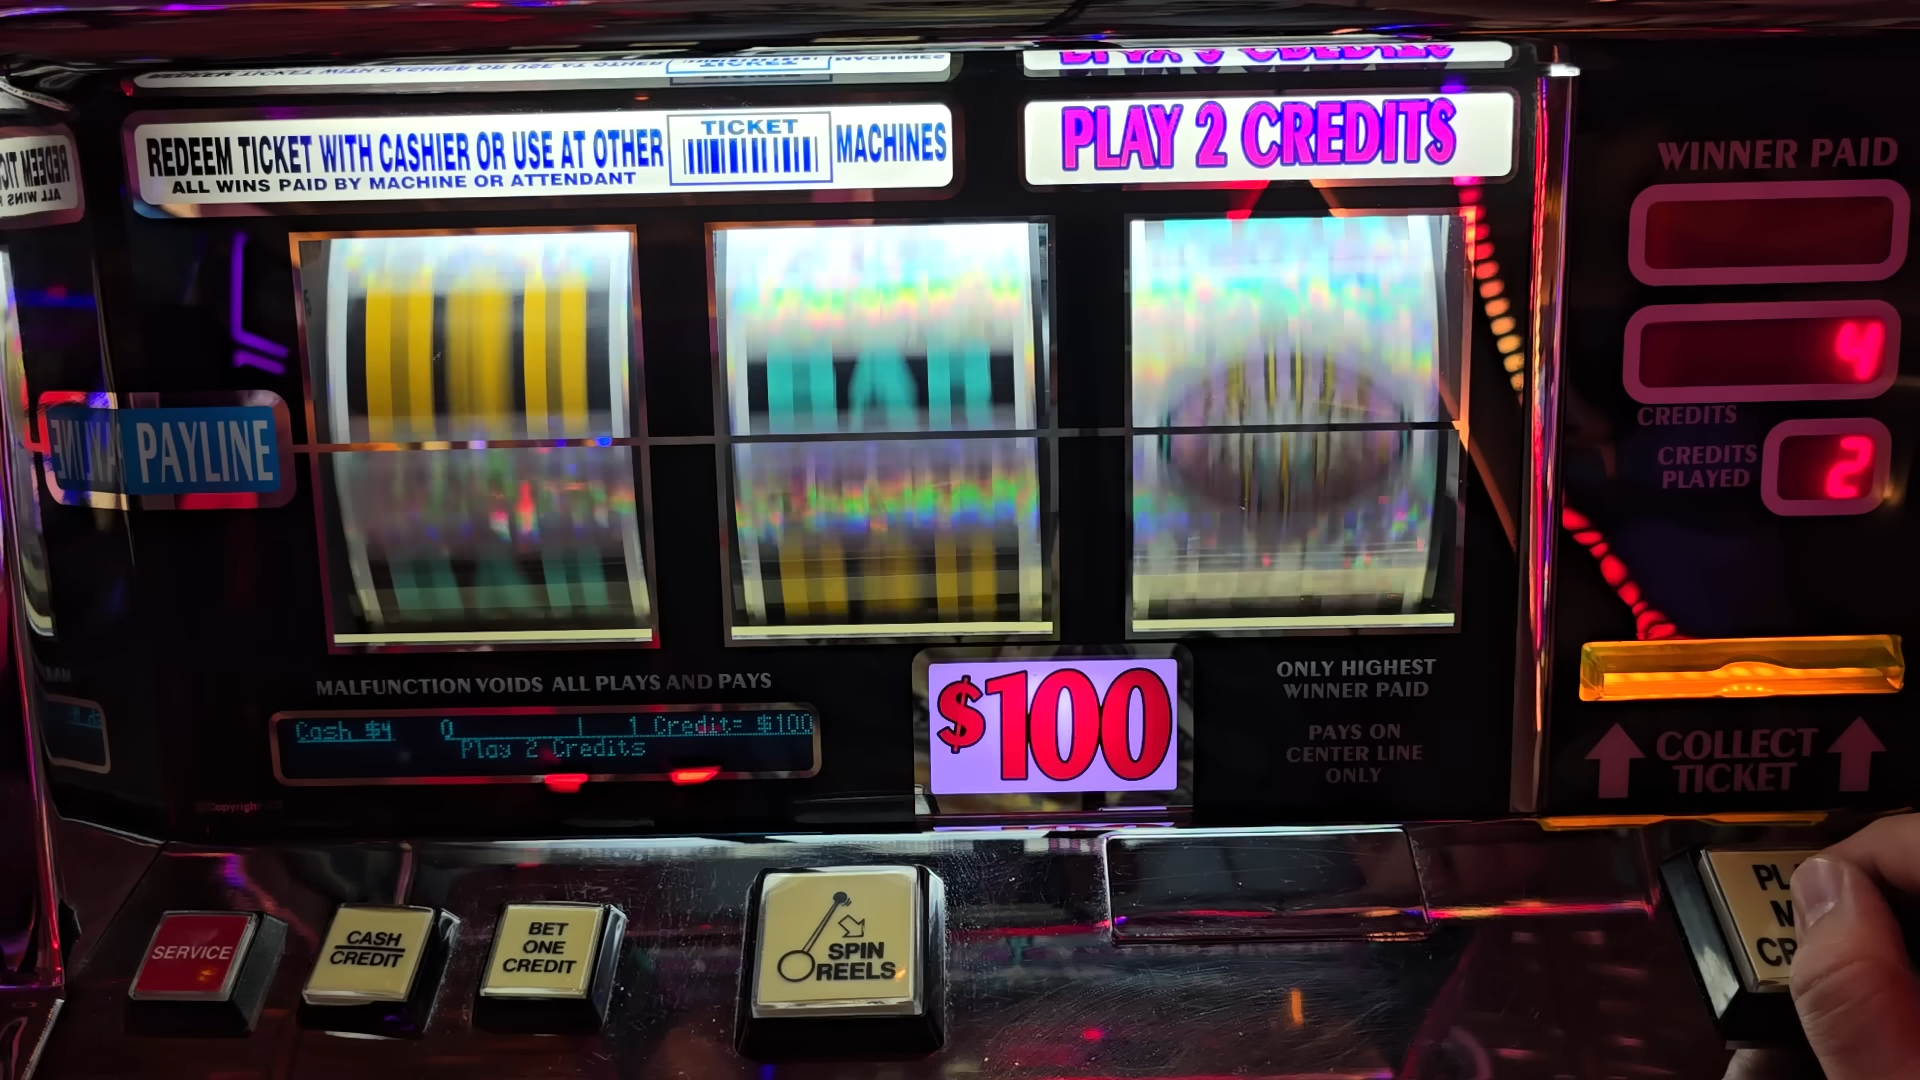 REDEEM TICKET WITH CASHIER OR USE AT OTHER TICKET MACHINES
ALL WINS PAID BY MACHINE OR ATTENDANT
PLAY 2 CREDITS
WINNER PAID
4
CREDITS
CREDITS
PLAYED
2
PAYLINE
MALFUNCTION VOIDS ALL PLAYS AND PAYS
Cash $4 0 1 Credit= $100
Play 2 Credits
$100
ONLY HIGHEST
WINNER PAID
PAYS ON
CENTER LINE
ONLY
COLLECT
TICKET
Copyright
SERVICE
CASH
CREDIT
BET
ONE
CREDIT
SPIN
REELS